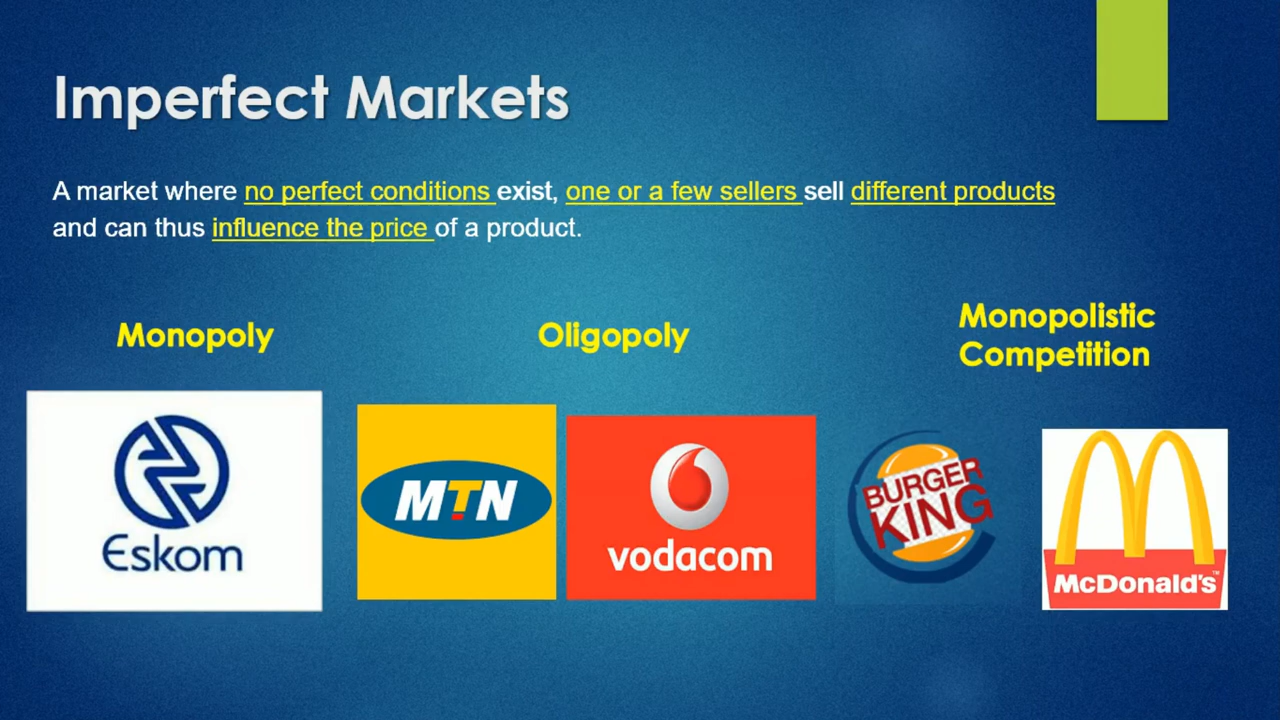 Imperfect Markets
A market where no perfect conditions exist, one or a few sellers sell different products
and can thus influence the price of a product.
Monopoly
Oligopoly
Monopolistic
Competition
Eskom
MTN
vodacom
BURGER
KING
McDonald's™